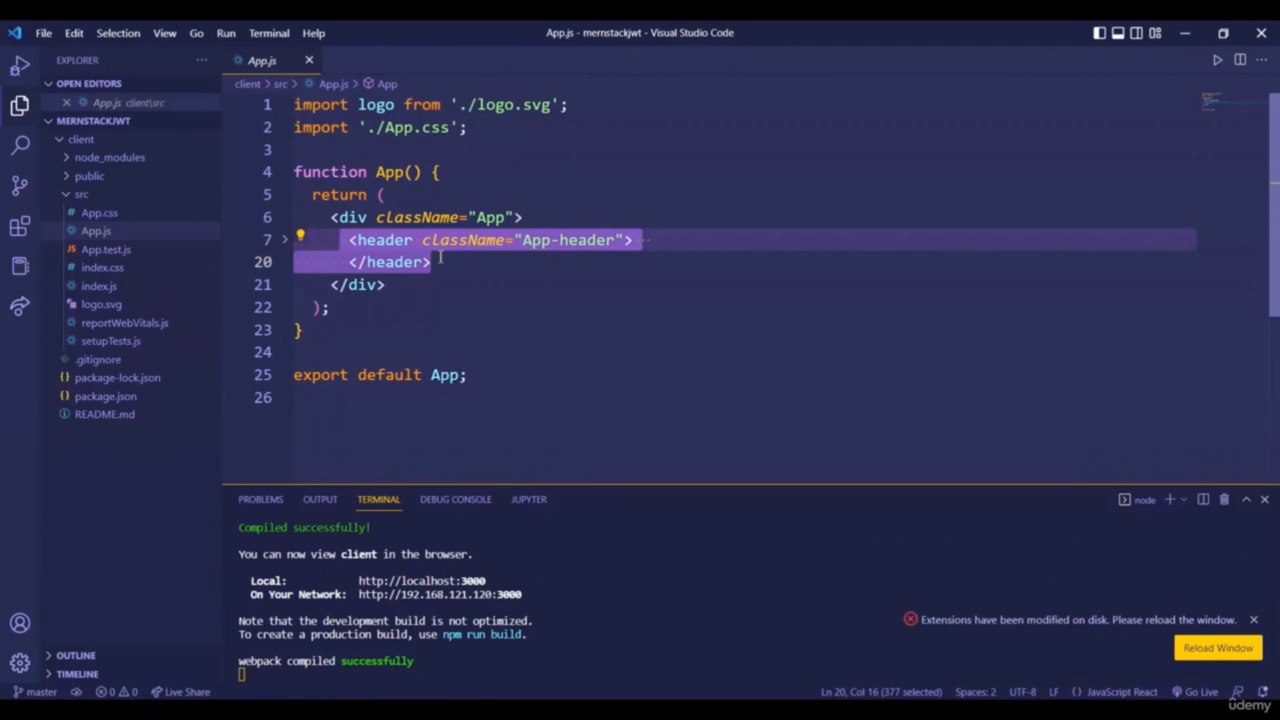 File Edit Selection View Go Run Terminal Help
App.js - mernstackjwt - Visual Studio Code
EXPLORER
OPEN EDITORS
App.js client\src
MERNSTACKJWT
client
node_modules
public
src
App.css
App.js
App.test.js
index.css
index.js
logo.svg
reportWebVitals.js
setupTests.js
.gitignore
package-lock.json
package.json
README.md
OUTLINE
TIMELINE
App.js
client > src > App.js > App
1 import logo from './logo.svg';
2 import './App.css';
3
4 function App() {
5 return (
6 <div className="App">
7 <header className="App-header"> ...
20 </header>
21 </div>
22 );
23 }
24
25 export default App;
26
PROBLEMS OUTPUT TERMINAL DEBUG CONSOLE JUPYTER
node
Compiled successfully!
You can now view client in the browser.
Local: http://localhost:3000
On Your Network: http://192.168.121.120:3000
Note that the development build is not optimized.
To create a production build, use npm run build.
webpack compiled successfully
Extensions have been modified on disk. Please reload the window.
Reload Window
master 0 0 Live Share
Ln 20, Col 16 (377 selected) Spaces: 2 UTF-8 LF {} JavaScript React Go Live
ûdemy